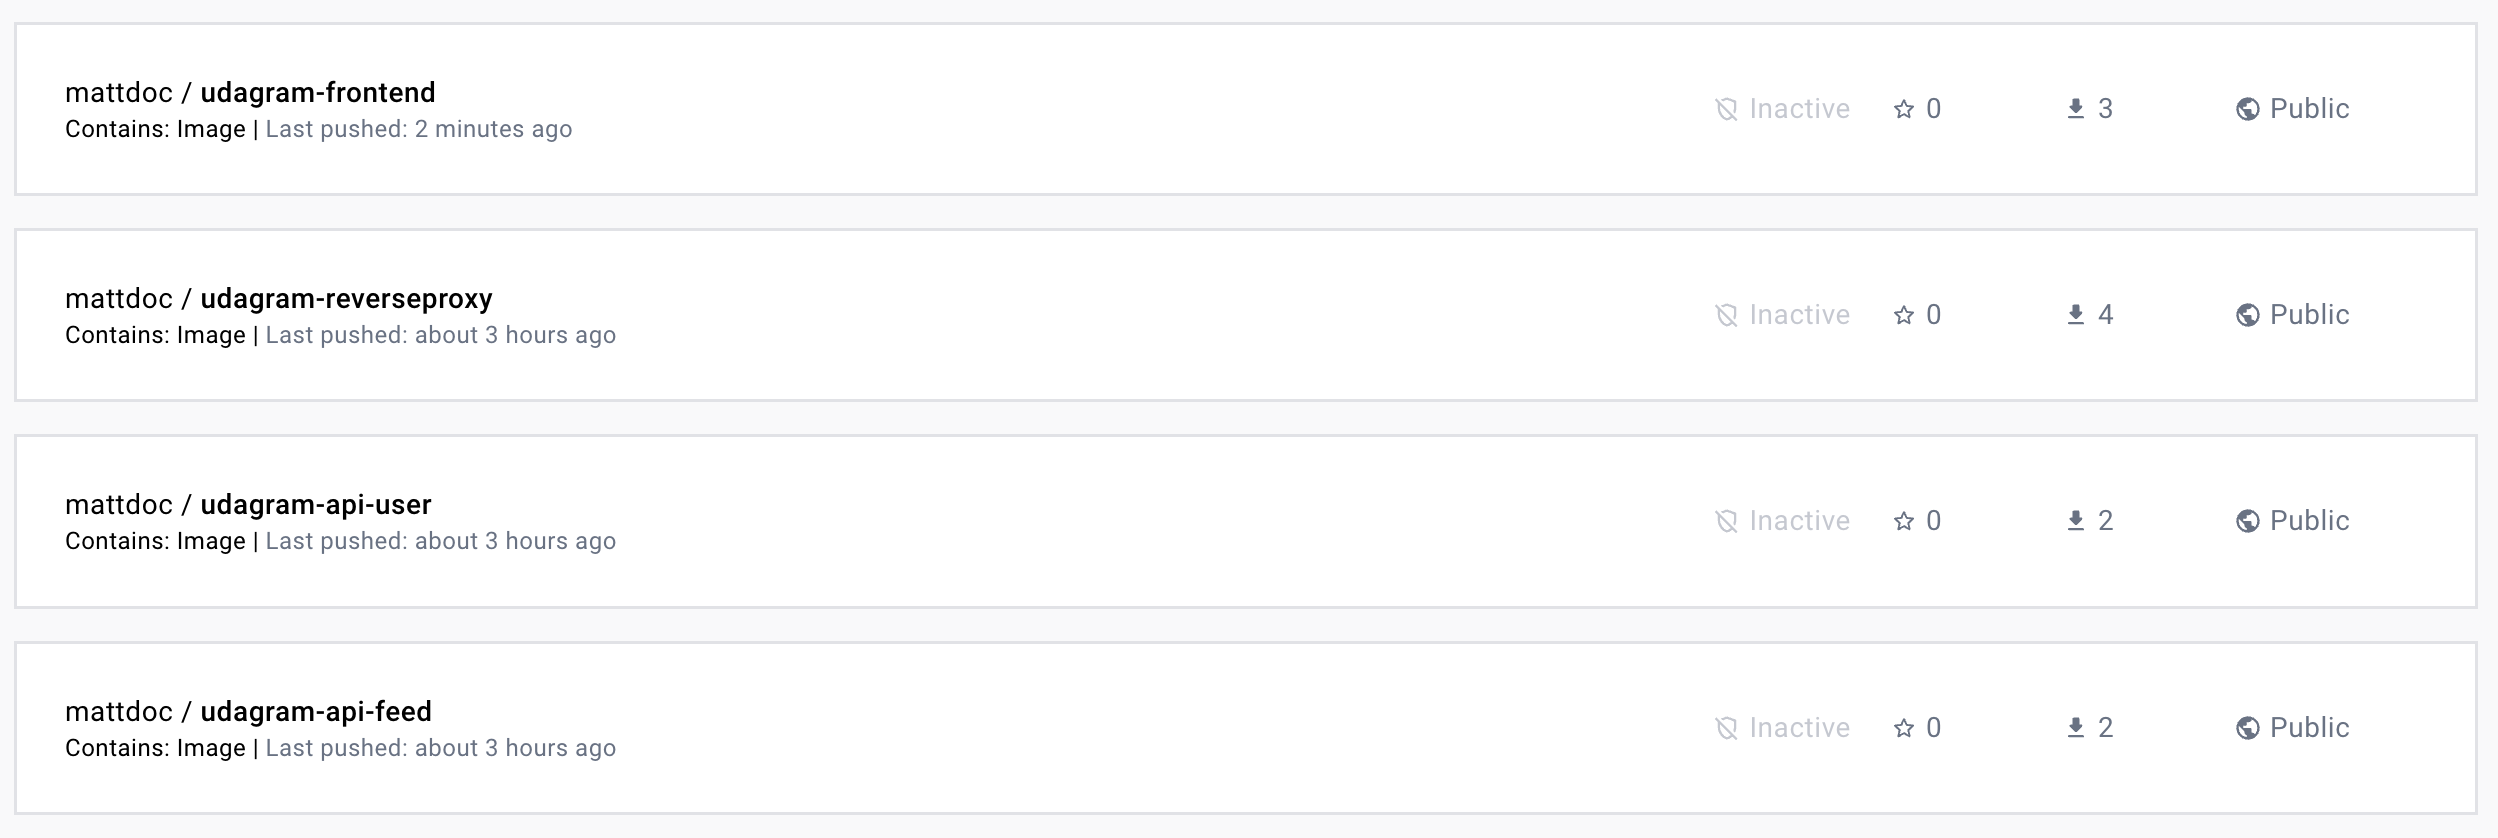 mattdoc / udagram-frontend
Contains: Image | Last pushed: 2 minutes ago
Inactive 0 3 Public
mattdoc / udagram-reverseproxy
Contains: Image | Last pushed: about 3 hours ago
Inactive 0 4 Public
mattdoc / udagram-api-user
Contains: Image | Last pushed: about 3 hours ago
Inactive 0 2 Public
mattdoc / udagram-api-feed
Contains: Image | Last pushed: about 3 hours ago
Inactive 0 2 Public